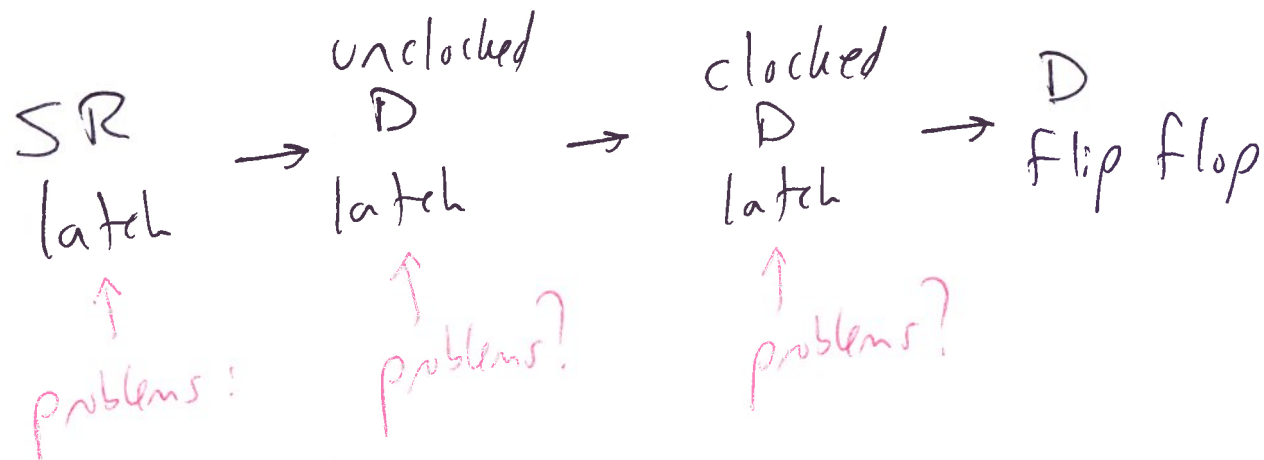 SR
latch
→
unclocked
D
latch
→
clocked
D
latch
→
D
flip flop
problems:
problems?
problems?